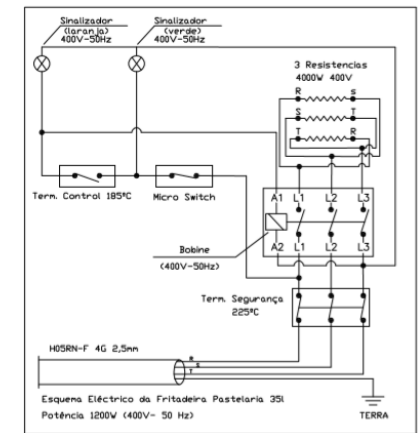 Sinalizador
(laranja)
400V-50Hz
Sinalizador
(verde)
400V-50Hz
3 Resistencias
4000W 400V
R s
S T
T R
Term. Control 185ºC
Micro Switch
A1 L1 L2 L3
Bobine
(400V-50Hz)
A2 L1 L2 L3
Term. Segurança
225ºC
H05RN-F 4G 2,5mm
R
S
T
Esquema Eléctrico da Fritadeira Pastelaria 35l
Potência 1200W (400V- 50 Hz)
TERRA